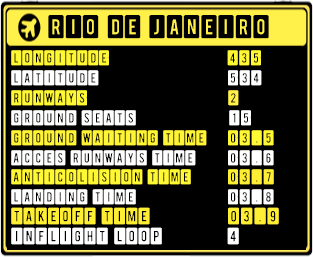 RIO DE JANEIRO
LONGITUDE 435
LATITUDE 534
RUNWAYS 2
GROUND SEATS 15
GROUND WAITING TIME 03.5
ACCES RUNWAYS TIME 03.6
ANTICOLISION TIME 03.7
LANDING TIME 03.8
TAKEOFF TIME 03.9
INFLIGHT LOOP 4